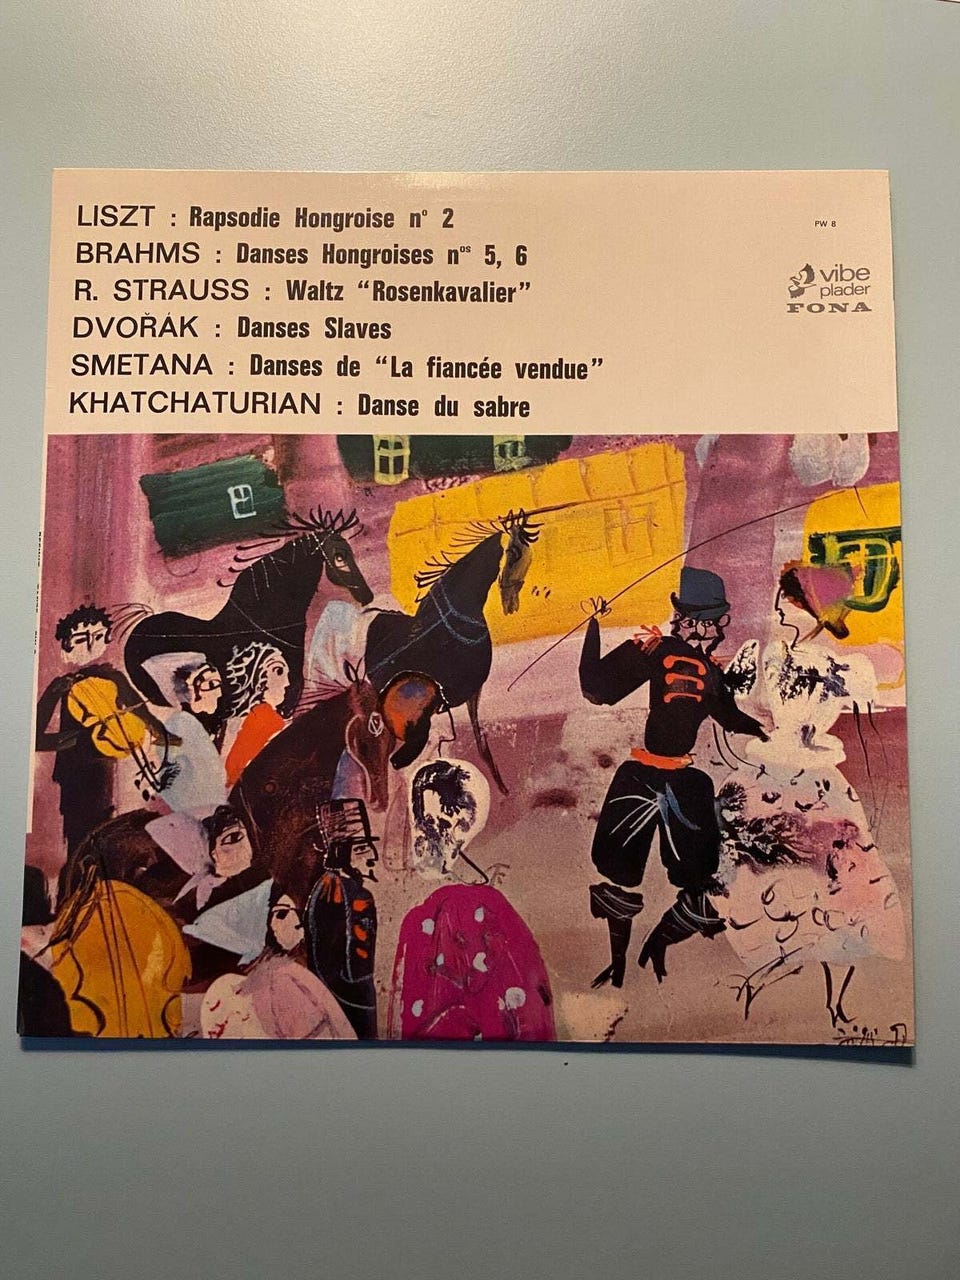 LISZT : Rapsodie Hongroise nº 2
BRAHMS : Danses Hongroises nºˢ 5, 6
R. STRAUSS : Waltz “Rosenkavalier”
DVOŘÁK : Danses Slaves
SMETANA : Danses de “La fiancée vendue”
KHATCHATURIAN : Danse du sabre
PW 8
vibe
plader
FONA